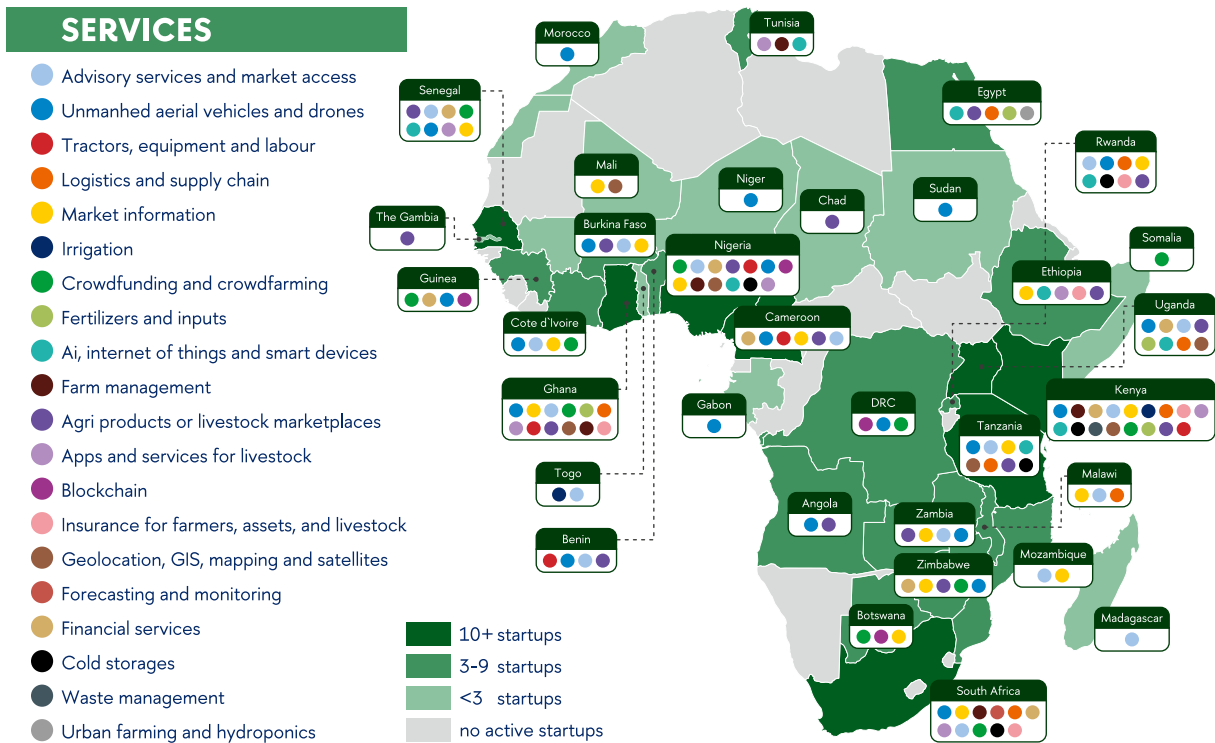 SERVICES
Advisory services and market access
Unmanhed aerial vehicles and drones
Tractors, equipment and labour
Logistics and supply chain
Market information
Irrigation
Crowdfunding and crowdfarming
Fertilizers and inputs
Ai, internet of things and smart devices
Farm management
Agri products or livestock marketplaces
Apps and services for livestock
Blockchain
Insurance for farmers, assets, and livestock
Geolocation, GIS, mapping and satellites
Forecasting and monitoring
Financial services
Cold storages
Waste management
Urban farming and hydroponics
10+ startups
3-9 startups
<3 startups
no active startups
Morocco
Tunisia
Senegal
Egypt
Rwanda
Mali
Niger
Chad
Sudan
The Gambia
Burkina Faso
Nigeria
Somalia
Guinea
Ethiopia
Uganda
Cote d`Ivoire
Cameroon
Ghana
Gabon
DRC
Kenya
Tanzania
Togo
Malawi
Angola
Zambia
Benin
Mozambique
Zimbabwe
Botswana
Madagascar
South Africa